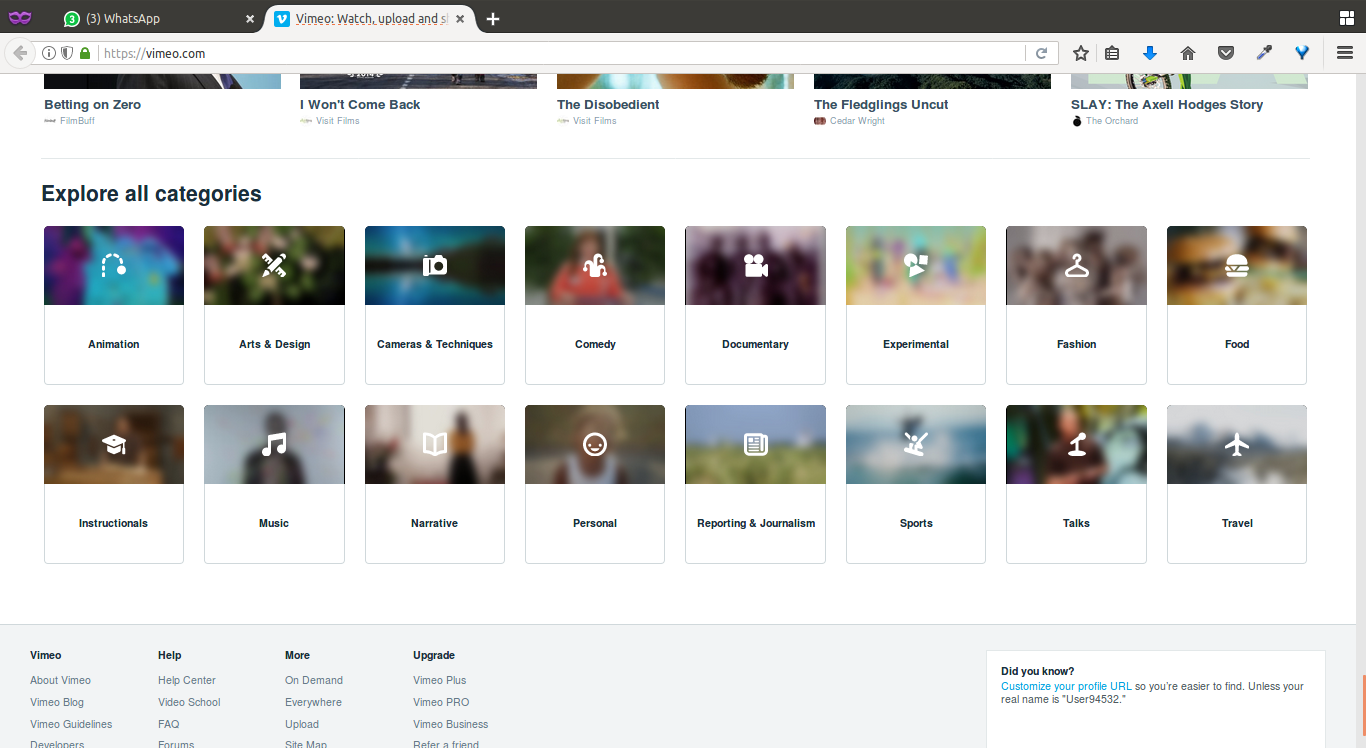 (3) WhatsApp
Vimeo: Watch, upload and
https://vimeo.com
2014
Betting on Zero
I Won't Come Back
The Disobedient
The Fledglings Uncut
SLAY: The Axell Hodges Story
FilmBuff
Visit Films
Visit Films
Cedar Wright
The Orchard
Explore all categories
Animation
Arts & Design
Cameras & Techniques
Comedy
Documentary
Experimental
Fashion
Food
Instructionals
Music
Narrative
Personal
Reporting & Journalism
Sports
Talks
Travel
Vimeo
About Vimeo
Vimeo Blog
Vimeo Guidelines
Developers
Help
Help Center
Video School
FAQ
Forums
More
On Demand
Everywhere
Upload
Site Map
Upgrade
Vimeo Plus
Vimeo PRO
Vimeo Business
Refer a friend
Did you know?
Customize your profile URL so you're easier to find. Unless your
real name is "User94532."